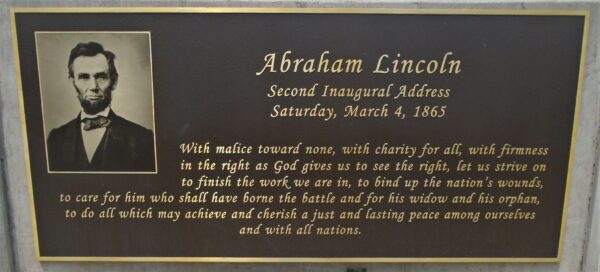 Abraham Lincoln
Second Inaugural Address
Saturday, March 4, 1865
With malice toward none, with charity for all, with firmness
in the right as God gives us to see the right, let us strive on
to finish the work we are in, to bind up the nation's wounds,
to care for him who shall have borne the battle and for his widow and his orphan,
to do all which may achieve and cherish a just and lasting peace among ourselves
and with all nations.